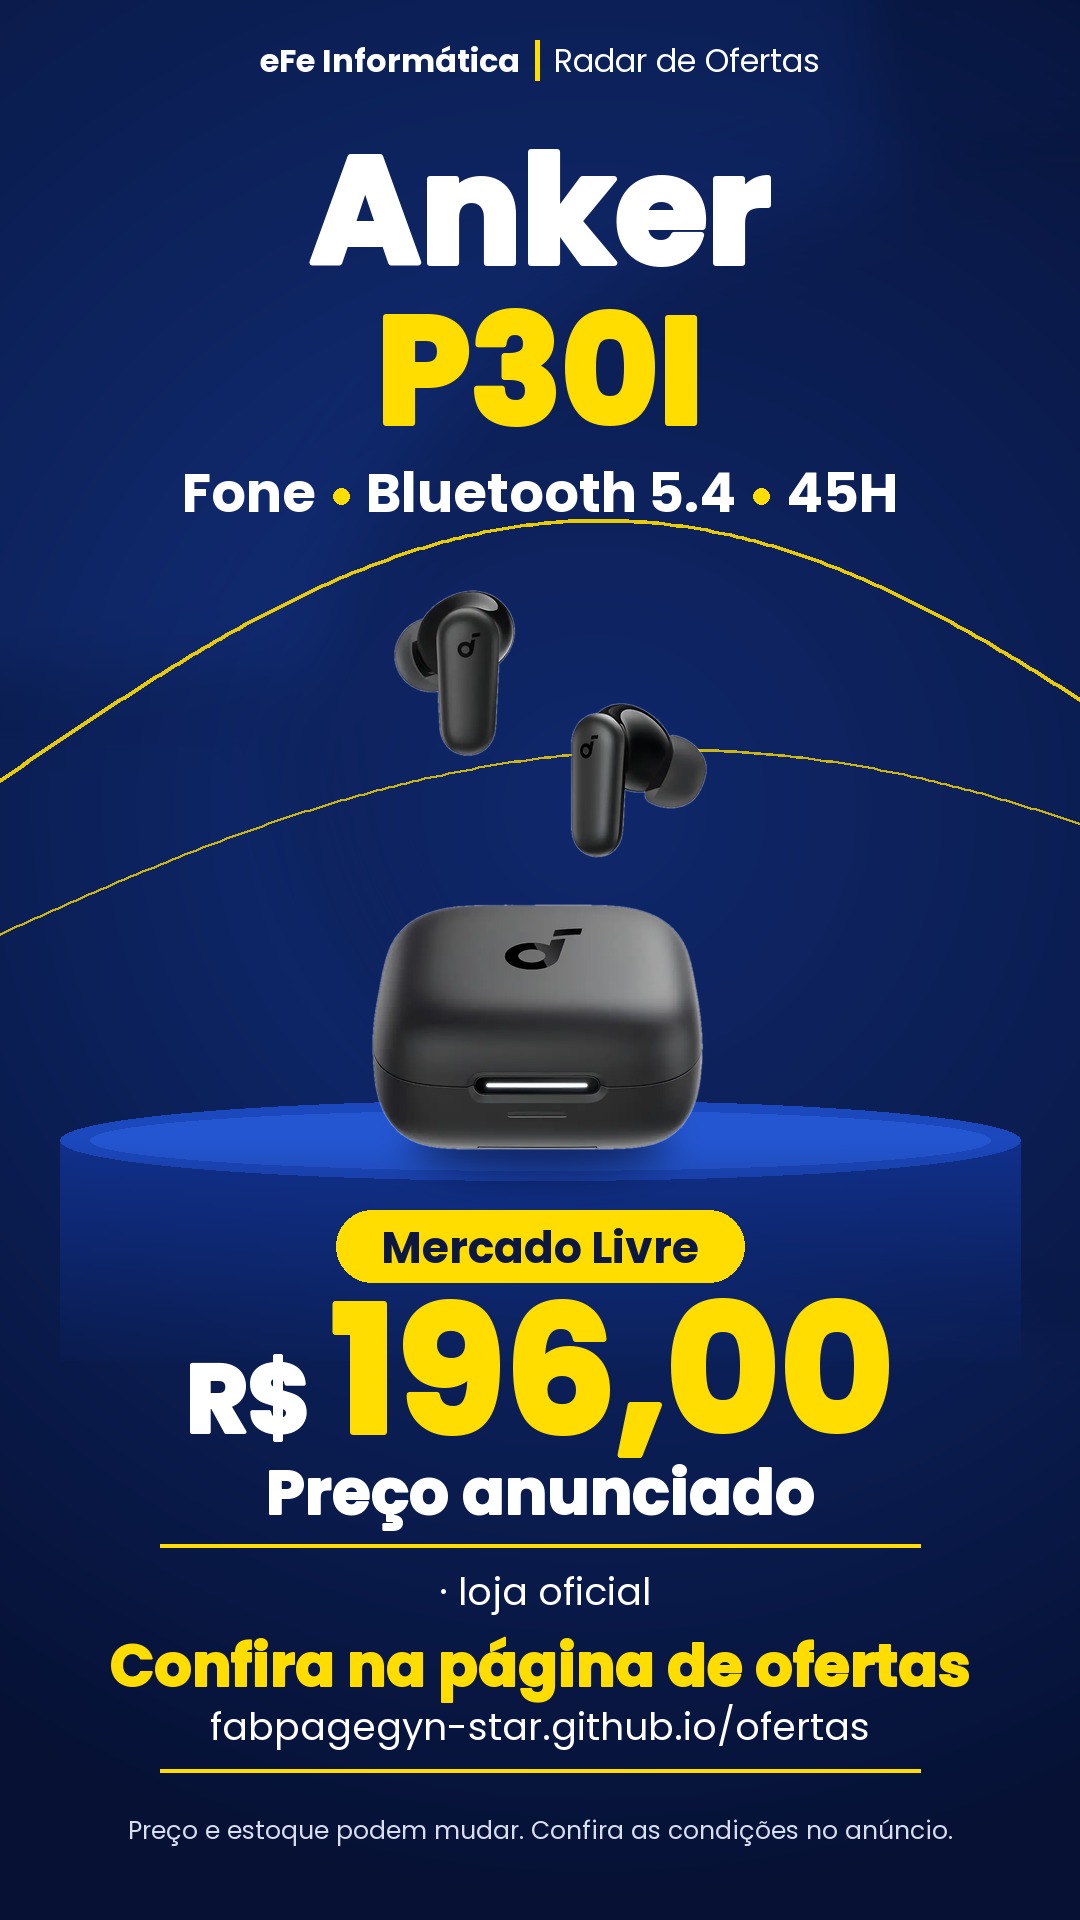 eFe Informática | Radar de Ofertas
Anker
P30I
Fone • Bluetooth 5.4 • 45H
Mercado Livre
R$ 196,00
Preço anunciado
· loja oficial
Confira na página de ofertas
fabpagegyn-star.github.io/ofertas
Preço e estoque podem mudar. Confira as condições no anúncio.